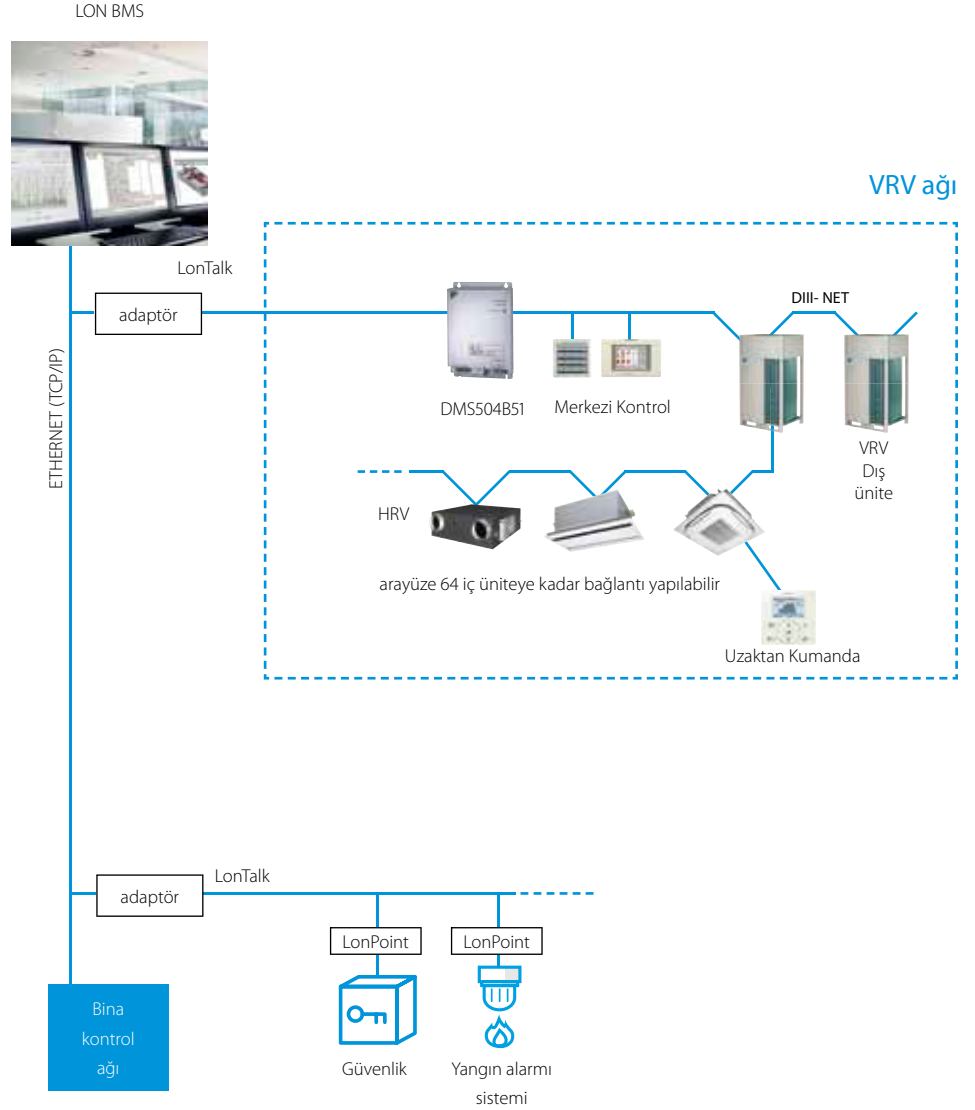 LON BMS
VRV ağı
LonTalk
adaptör
DIII- NET
ETHERNET (TCP/IP)
DMS504B51
Merkezi Kontrol
VRV
Dış
ünite
HRV
arayüze 64 iç üniteye kadar bağlantı yapılabilir
Uzaktan Kumanda
LonTalk
adaptör
LonPoint
LonPoint
Bina
kontrol
ağı
Güvenlik
Yangın alarmı
sistemi